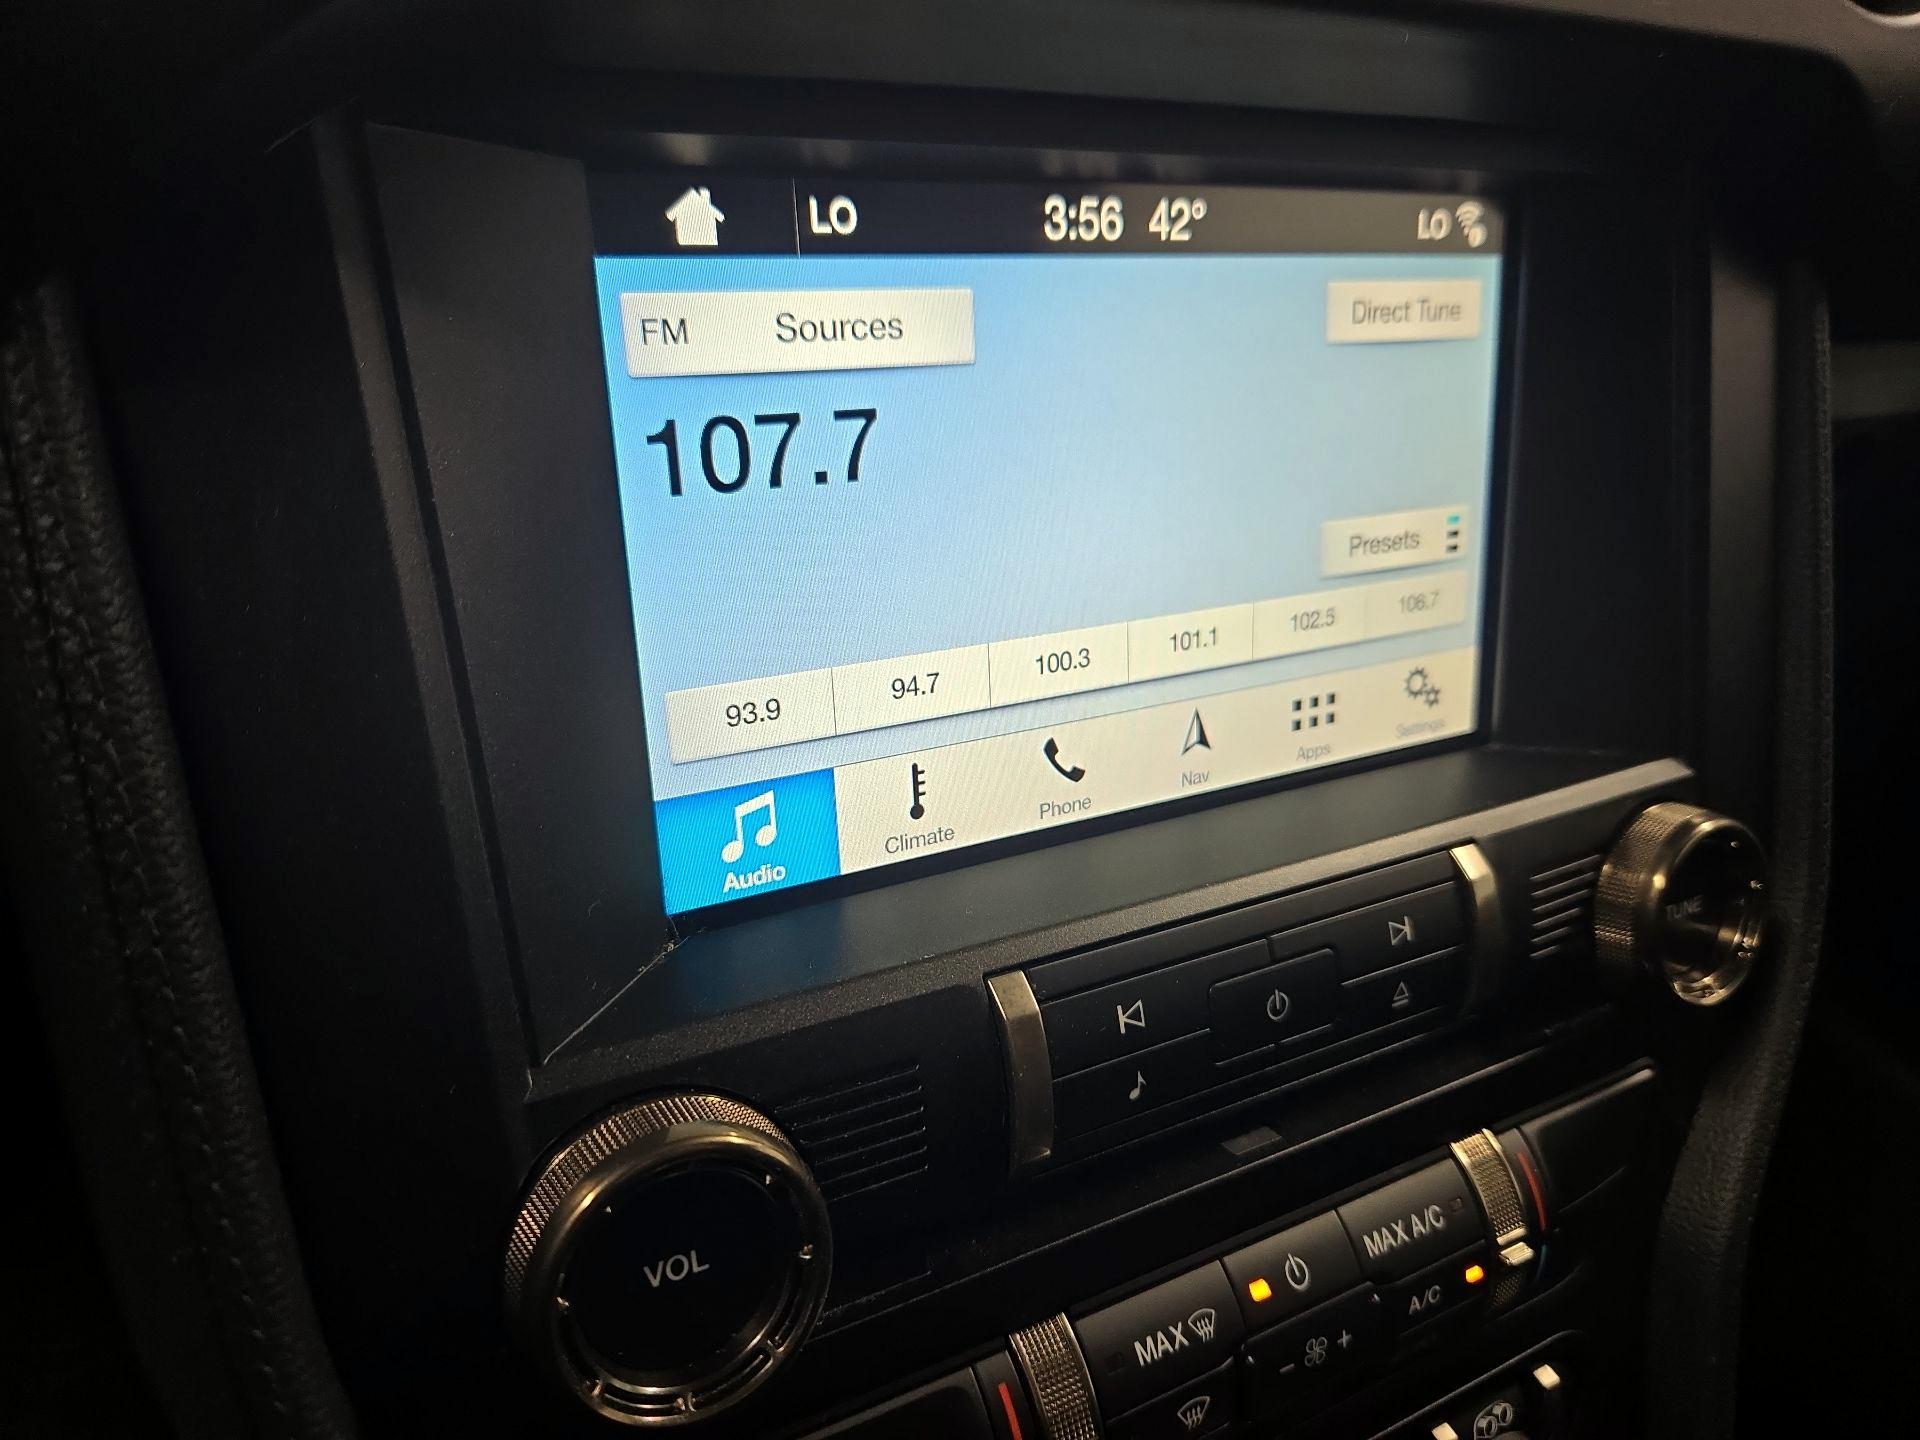 LO 3:56 42° LO
FM Sources Direct Tune
107.7
Presets
93.9 94.7 100.3 101.1 102.5 106.7
Audio Climate Phone Nav Apps Settings
TUNE
VOL
MAX A/C
A/C
MAX
- +